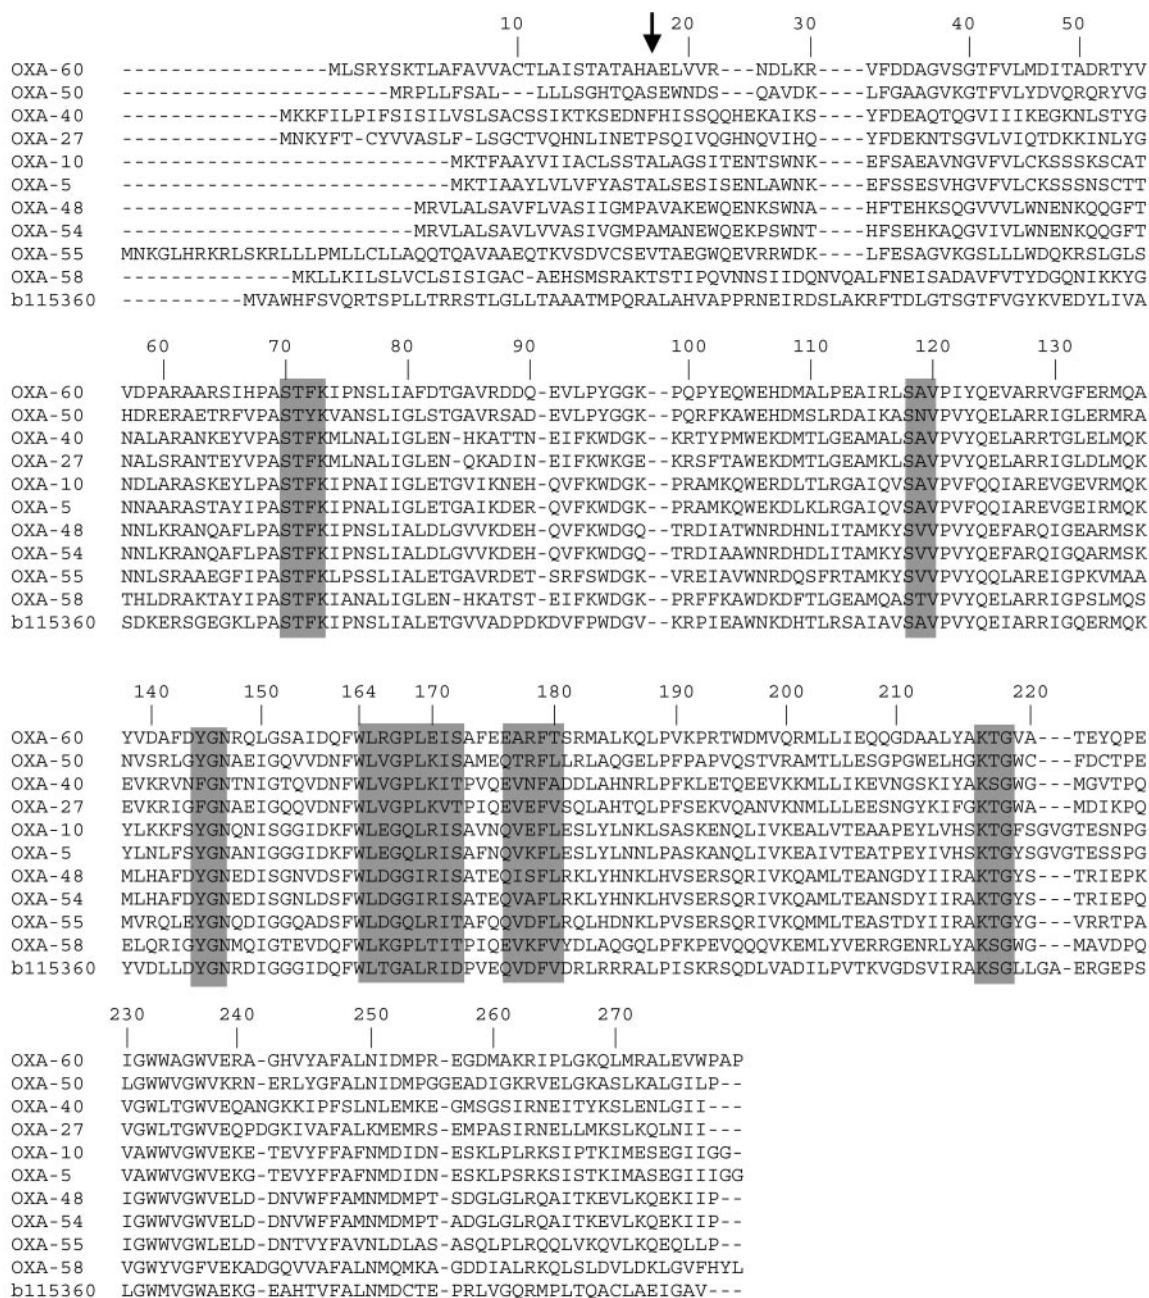 10 20 30 40 50
OXA-60 -----------------MLSRYSKTLAFAVVACTLAISTATAHAELVVR---NDLKR----VFDDAGVSGTFVLMDITADRTYV
OXA-50 ----------------------MRPLLFSAL---LLLSGHTQASEWNDS---QAVDK----LFGAAGVKGTFVLYDVQRQRYVG
OXA-40 -------------MKKFILPIFSISILVSLSACSSIKTKSEDNFHISSQQHEKAIKS----YFDEAQTQGVIIIKEGKNLSTYG
OXA-27 -------------MNKYFT-CYVVASLF-LSGCTVQHNLINETPSQIVQGHNQVIHQ----YFDEKNTSGVLVIQTDKKINLYG
OXA-10 ---------------------------MKTFAAYVIIACLSSTALAGSITENTSWNK----EFSAEAVNGVFVLCKSSSKSCAT
OXA-5 ---------------------------MKTIAAYLVLVFYASTALSESISENLAWNK----EFSSESVHGVFVLCKSSSNSCTT
OXA-48 ------------------------MRVLALSAVFLVASIIGMPAVAKEWQENKSWNA----HFTEHKSQGVVVLWNENKQQGFT
OXA-54 ------------------------MRVLALSAVLVVASIVGMPAMANEWQEKPSWNT----HFSEHKAQGVIVLWNENKQQGFT
OXA-55 MNKGLHRKRLSKRLLLPMLLCLLAQQTQAVAAEQTKVSDVCSEVTAEGWQEVRRWDK----LFESAGVKGSLLLWDQKRSLGLS
OXA-58 --------------MKLLKILSLVCLSISIGAC-AEHSMSRAKTSTIPQVNNSIIDQNVQALFNEISADAVFVTYDGQNIKKYG
b115360 ----------MVAWHFSVQRTSPLLTRRSTLGLLTAAATMPQRALAHVAPPRNEIRDSLAKRFTDLGTSGTFVGYKVEDYLIVA
60 70 80 90 100 110 120 130
OXA-60 VDPARAARSIHPASTFKIPNSLIAFDTGAVRDDQ-EVLPYGGK--PQPYEQWEHDMALPEAIRLSAVPIYQEVARRVGFERMQA
OXA-50 HDRERAETRFVPASTYKVANSLIGLSTGAVRSAD-EVLPYGGK--PQRFKAWEHDMSLRDAIKASNVPVYQELARRIGLERMRA
OXA-40 NALARANKEYVPASTFKMLNALIGLEN-HKATTN-EIFKWDGK--KRTYPMWEKDMTLGEAMALSAVPVYQELARRTGLELMQK
OXA-27 NALSRANTEYVPASTFKMLNALIGLEN-QKADIN-EIFKWKGE--KRSFTAWEKDMTLGEAMKLSAVPVYQELARRIGLDLMQK
OXA-10 NDLARASKEYLPASTFKIPNAIIGLETGVIKNEH-QVFKWDGK--PRAMKQWERDLTLRGAIQVSAVPVFQQIAREVGEVRMQK
OXA-5 NNAARASTAYIPASTFKIPNALIGLETGAIKDER-QVFKWDGK--PRAMKQWEKDLKLRGAIQVSAVPVFQQIAREVGEIRMQK
OXA-48 NNLKRANQAFLPASTFKIPNSLIALDLGVVKDEH-QVFKWDGQ--TRDIATWNRDHNLITAMKYSVVPVYQEFARQIGEARMSK
OXA-54 NNLKRANQAFLPASTFKIPNSLIALDLGVVKDEH-QVFKWDGQ--TRDIAAWNRDHDLITAMKYSVVPVYQEFARQIGQARMSK
OXA-55 NNLSRAAEGFIPASTFKLPSSLIALETGAVRDET-SRFSWDGK--VREIAVWNRDQSFRTAMKYSVVPVYQQLAREIGPKVMAA
OXA-58 THLDRAKTAYIPASTFKIANALIGLEN-HKATST-EIFKWDGK--PRFFKAWDKDFTLGEAMQASTVPVYQELARRIGPSLMQS
b115360 SDKERSGEGKLPASTFKIPNSLIALETGVVADPDKDVFPWDGV--KRPIEAWNKDHTLRSAIAVSAVPVYQEIARRIGQERMQK
140 150 164 170 180 190 200 210 220
OXA-60 YVDAFDYGNRQLGSAIDQFWLRGPLEISAFEEARFTSRMALKQLPVKPRTWDMVQRMLLIEQQGDAALYAKTGVA---TEYQPE
OXA-50 NVSRLGYGNAEIGQVVDNFWLVGPLKISAMEQTRFLLRLAQGELPFPAPVQSTVRAMTLLESGPGWELHGKTGWC---FDCTPE
OXA-40 EVKRVNFGNTNIGTQVDNFWLVGPLKITPVQEVNFADDLAHNRLPFKLETQEEVKKMLLIKEVNGSKIYAKSGWG---MGVTPQ
OXA-27 EVKRIGFGNAEIGQQVDNFWLVGPLKVTPIQEVEFVSQLAHTQLPFSEKVQANVKNMLLLEESNGYKIFGKTGWA---MDIKPQ
OXA-10 YLKKFSYGNQNISGGIDKFWLEGQLRISAVNQVEFLESLYLNKLSASKENQLIVKEALVTEAAPEYLVHSKTGFSGVGTESNPG
OXA-5 YLNLFSYGNANIGGGIDKFWLEGQLRISAFNQVKFLESLYLNNLPASKANQLIVKEAIVTEATPEYIVHSKTGYSGVGTESSPG
OXA-48 MLHAFDYGNEDISGNVDSFWLDGGIRISATEQISFLRKLYHNKLHVSERSQRIVKQAMLTEANGDYIIRAKTGYS---TRIEPK
OXA-54 MLHAFDYGNEDISGNLDSFWLDGGIRISATEQVAFLRKLYHNKLHVSERSQRIVKQAMLTEANSDYIIRAKTGYS---TRIEPQ
OXA-55 MVRQLEYGNQDIGGQADSFWLDGQLRITAFQQVDFLRQLHDNKLPVSERSQRIVKQMMLTEASTDYIIRAKTGYG---VRRTPA
OXA-58 ELQRIGYGNMQIGTEVDQFWLKGPLTITPIQEVKFVYDLAQGQLPFKPEVQQQVKEMLYVERRGENRLYAKSGWG---MAVDPQ
b115360 YVDLLDYGNRDIGGGIDQFWLTGALRIDPVEQVDFVDRLRRRALPISKRSQDLVADILPVTKVGDSVIRAKSGLLGA-ERGEPS
230 240 250 260 270
OXA-60 IGWWAGWVERA-GHVYAFALNIDMPR-EGDMAKRIPLGKQLMRALEVWPAP
OXA-50 LGWWVGWVKRN-ERLYGFALNIDMPGGEADIGKRVELGKASLKALGILP--
OXA-40 VGWLTGWVEQANGKKIPFSLNLEMKE-GMSGSIRNEITYKSLENLGII---
OXA-27 VGWLTGWVEQPDGKIVAFALKMEMRS-EMPASIRNELLMKSLKQLNII---
OXA-10 VAWWVGWVEKE-TEVYFFAFNMDIDN-ESKLPLRKSIPTKIMESEGIIGG-
OXA-5 VAWWVGWVEKG-TEVYFFAFNMDIDN-ESKLPSRKSISTKIMASEGIIIGG
OXA-48 IGWWVGWVELD-DNVWFFAMNMDMPT-SDGLGLRQAITKEVLKQEKIIP--
OXA-54 IGWWVGWVELD-DNVWFFAMNMDMPT-ADGLGLRQAITKEVLKQEKIIP--
OXA-55 IGWWVGWLELD-DNTVYFAVNLDLAS-ASQLPLRQQLVKQVLKQEQLLP--
OXA-58 VGWYVGFVEKADGQVVAFALNMQMKA-GDDIALRKQLSLDVLDKLGVFHYL
b115360 LGWMVGWAEKG-EAHTVFALNMDCTE-PRLVGQRMPLTQACLAEIGAV---